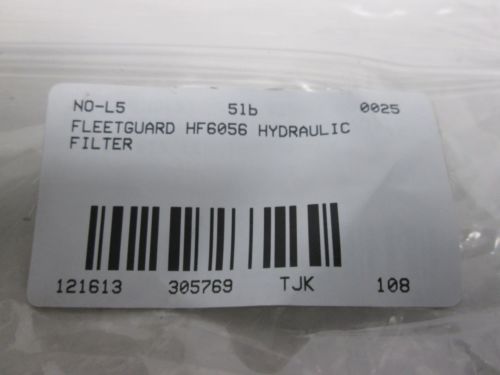 NO-L5 51b 0025
FLEETGUARD HF6056 HYDRAULIC
FILTER
121613 305769 TJK 108